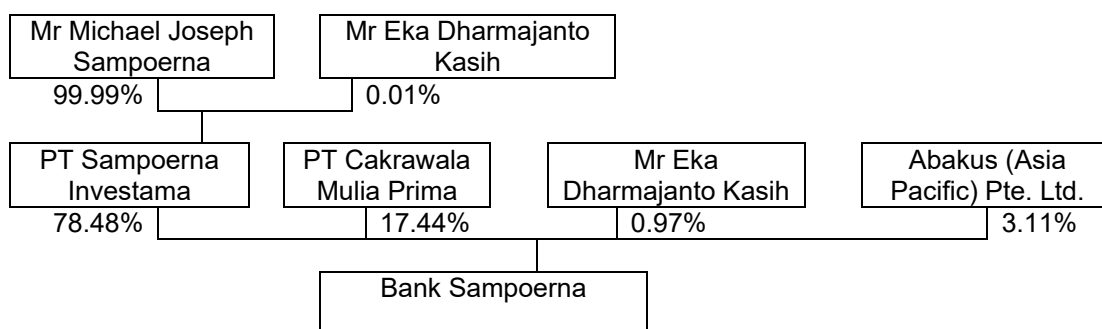 Mr Michael Joseph
Sampoerna
Mr Eka Dharmajanto
Kasih
99.99%
0.01%
PT Sampoerna
Investama
PT Cakrawala
Mulia Prima
Mr Eka
Dharmajanto Kasih
Abakus (Asia
Pacific) Pte. Ltd.
78.48%
17.44%
0.97%
3.11%
Bank Sampoerna